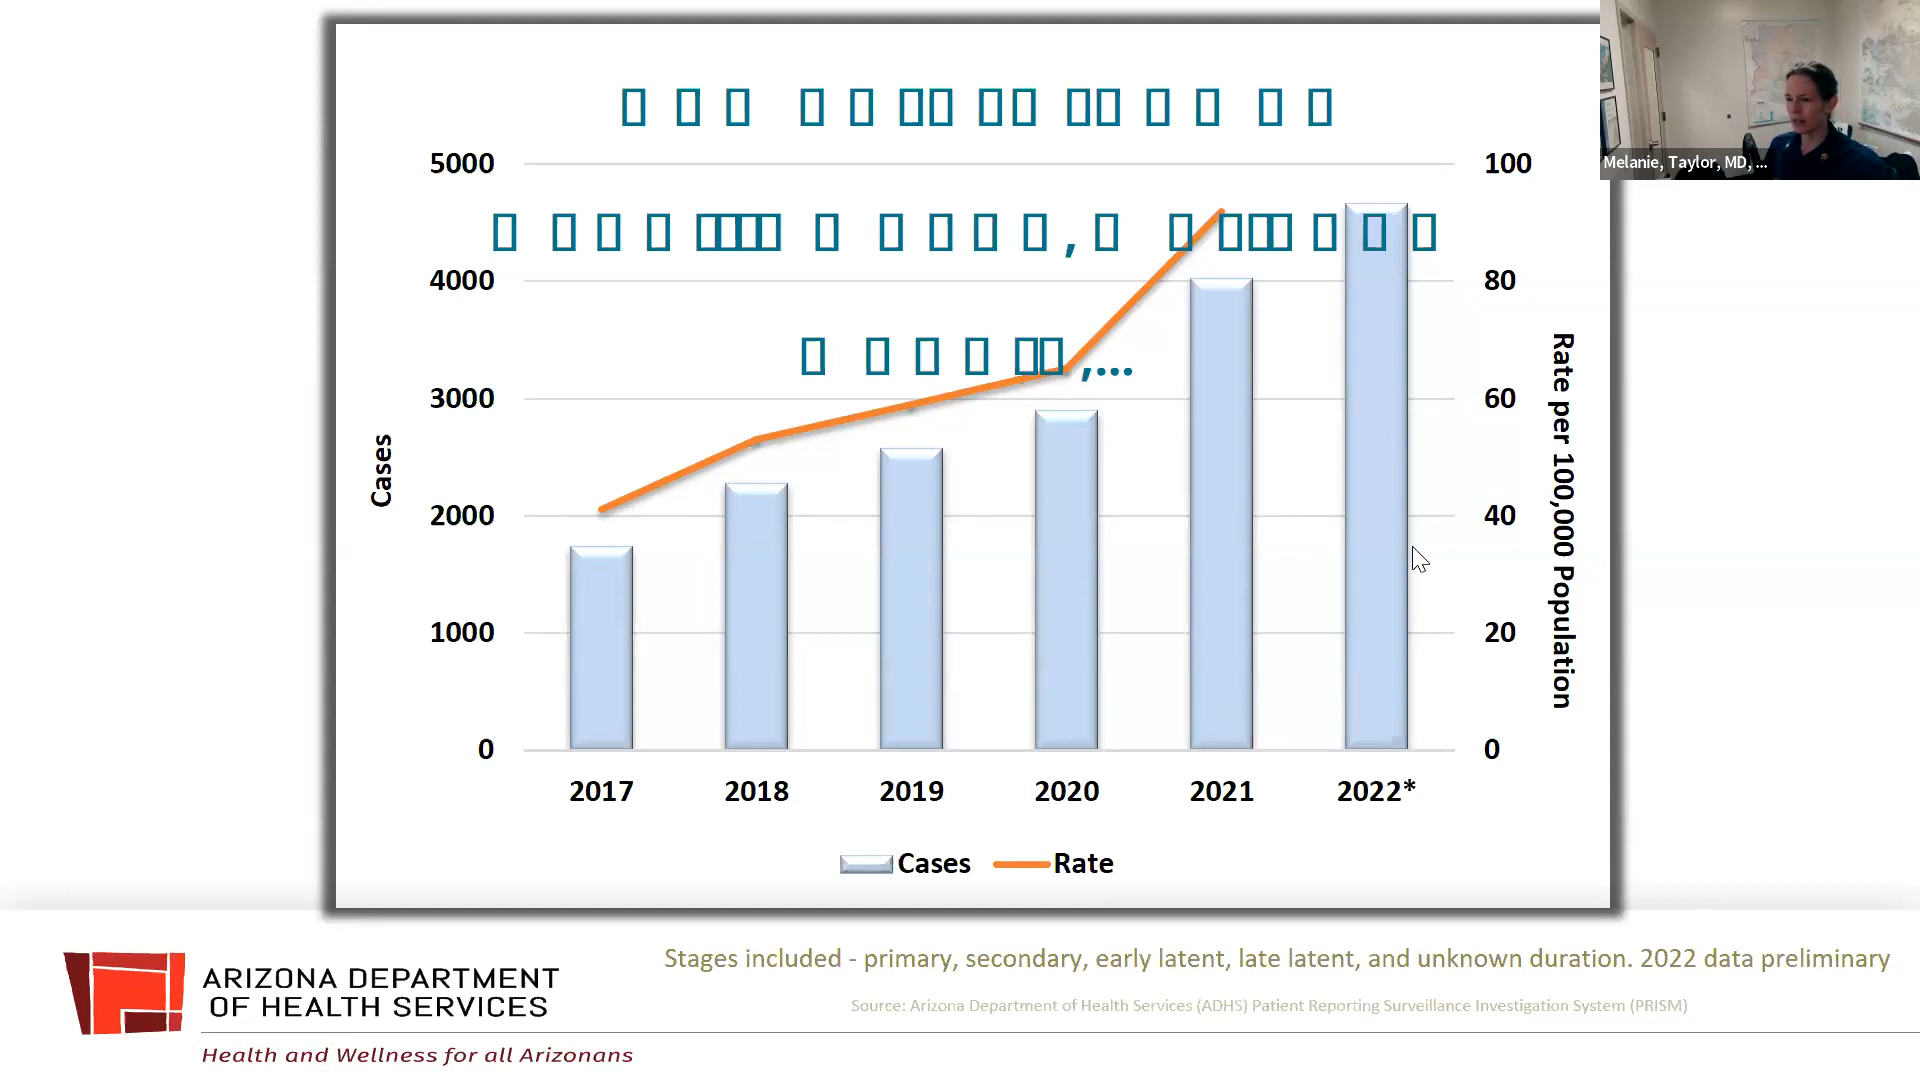 Melanie, Taylor, MD, ...
5000
4000
3000
2000
1000
0
Cases
100
80
60
40
20
0
Rate per 100,000 Population
2017 2018 2019 2020 2021 2022*
Cases Rate
ARIZONA DEPARTMENT
OF HEALTH SERVICES
Health and Wellness for all Arizonans
Stages included - primary, secondary, early latent, late latent, and unknown duration. 2022 data preliminary
Source: Arizona Department of Health Services (ADHS) Patient Reporting Surveillance Investigation System (PRISM)